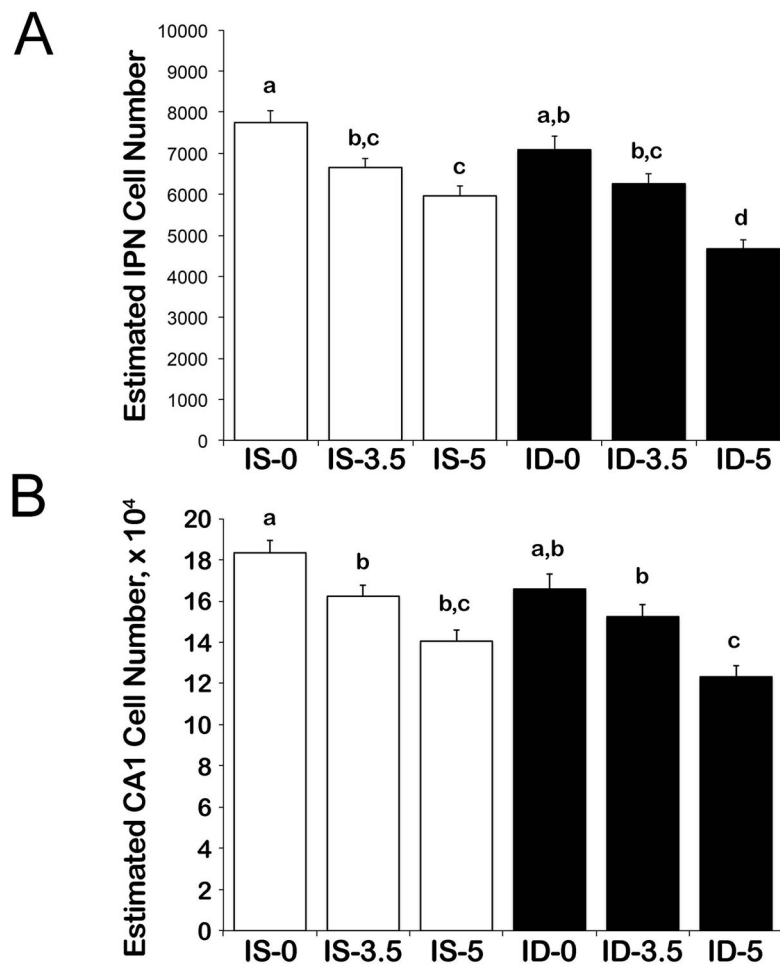 A
Estimated IPN Cell Number
10000
9000
8000
7000
6000
5000
4000
3000
2000
1000
0
a
b,c
c
a,b
b,c
d
IS-0 IS-3.5 IS-5 ID-0 ID-3.5 ID-5
B
Estimated CA1 Cell Number, x 10⁴
20
18
16
14
12
10
8
6
4
2
0
a
b
b,c
a,b
b
c
IS-0 IS-3.5 IS-5 ID-0 ID-3.5 ID-5